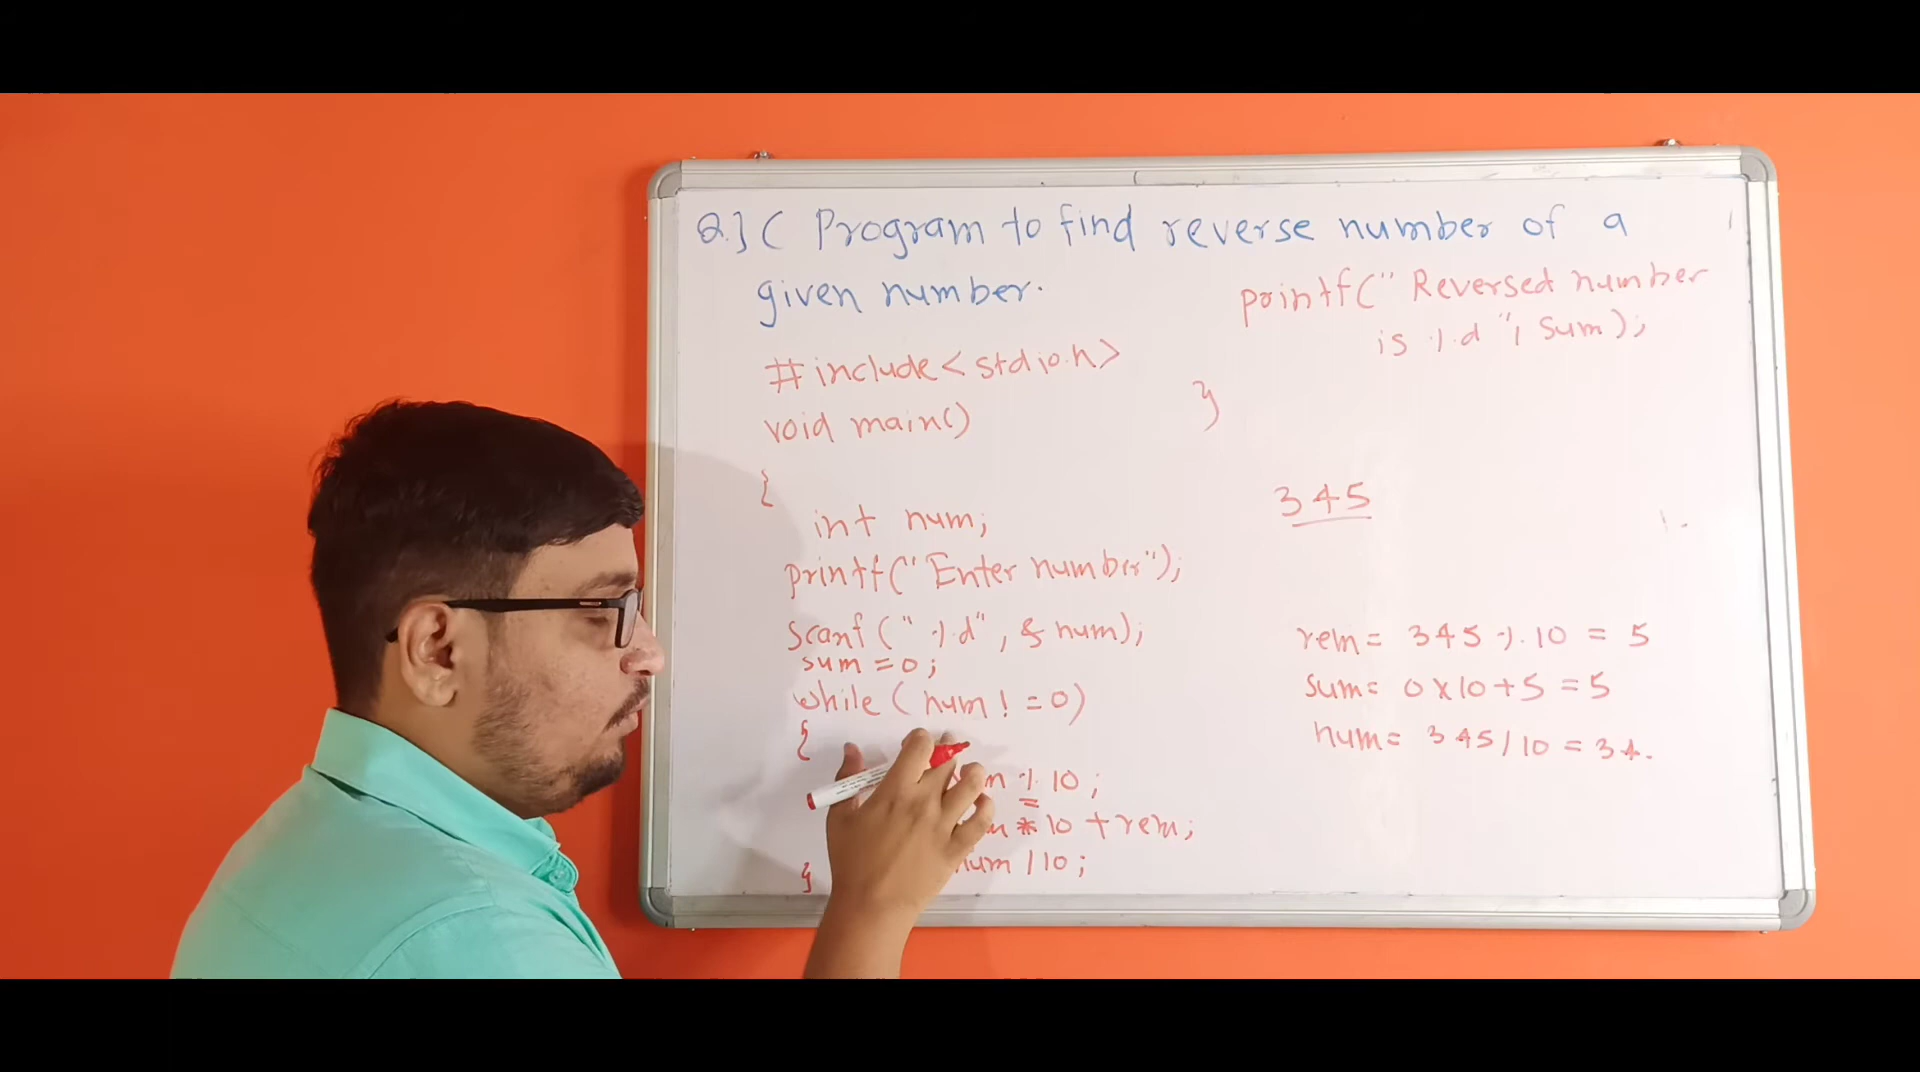 Q.] C Program to find reverse number of a
given number.
#include<stdio.h>
void main()
{
int num;
printf("Enter number");
scanf("%d", & num);
sum = 0;
while (num ! = 0)
{
% 10 ;
* 10 + rem;
num / 10 ;
}
printf("Reversed number
is %d", sum);
}
345
rem = 345 % 10 = 5
sum = 0 x 10 + 5 = 5
num = 345 / 10 = 34.